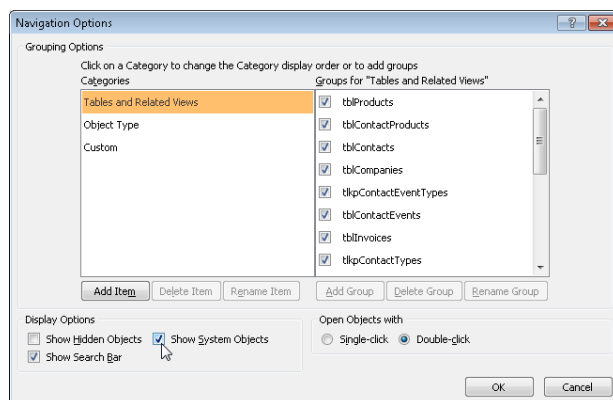 Navigation Options
Grouping Options
Click on a Category to change the Category display order or to add groups
Categories
Groups for "Tables and Related Views"
Tables and Related Views
Object Type
Custom
tblProducts
tblContactProducts
tblContacts
tblCompanies
tlkpContactEventTypes
tblContactEvents
tblInvoices
tlkpContactTypes
Add Item Delete Item Rename Item
Add Group Delete Group Rename Group
Display Options
Show Hidden Objects Show System Objects
Show Search Bar
Open Objects with
Single-click Double-click
OK Cancel